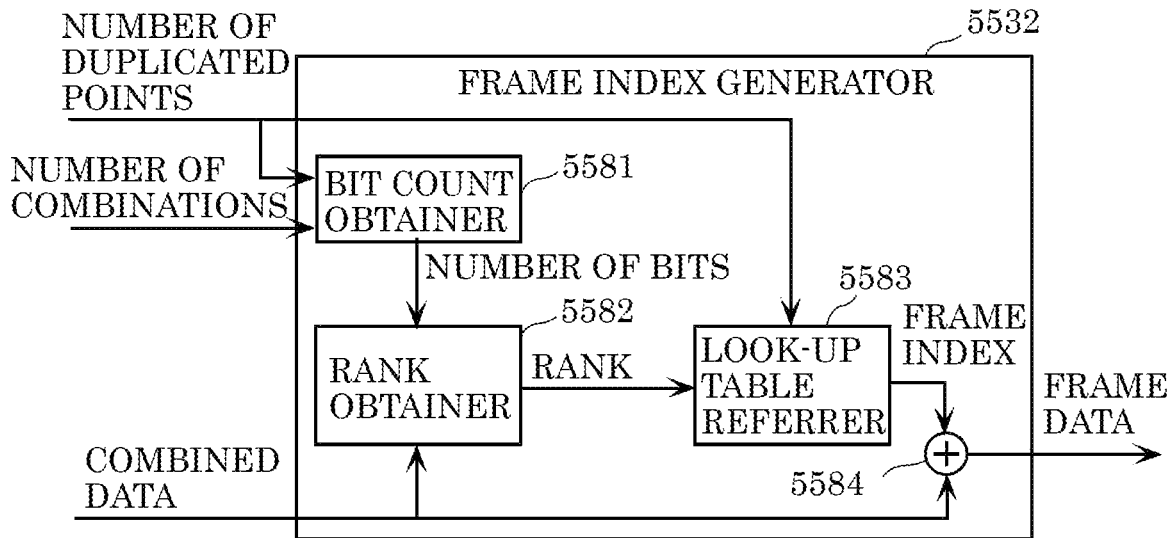 5532
NUMBER OF
DUPLICATED
POINTS
FRAME INDEX GENERATOR
NUMBER OF
COMBINATIONS
BIT COUNT
OBTAINER
5581
NUMBER OF BITS
5582
5583
RANK
OBTAINER
RANK
LOOK-UP
TABLE
REFERRER
FRAME
INDEX
FRAME
DATA
COMBINED
DATA
+
5584